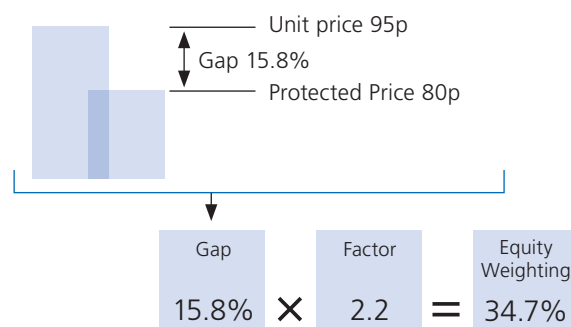 Unit price 95p
Gap 15.8%
Protected Price 80p
Gap
Factor
Equity
Weighting
15.8% × 2.2 = 34.7%